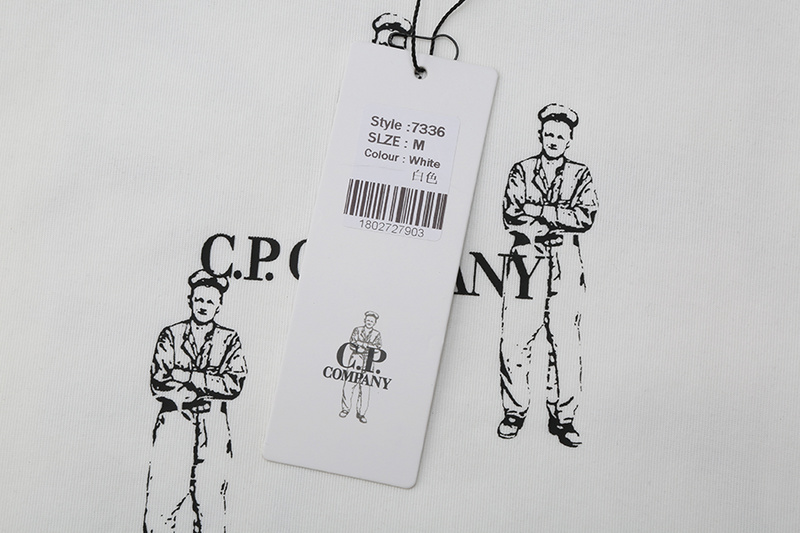 Style :7336
SLZE : M
Colour : White
白色
1802727903
C.P. C
ANY
C.P.
COMPANY